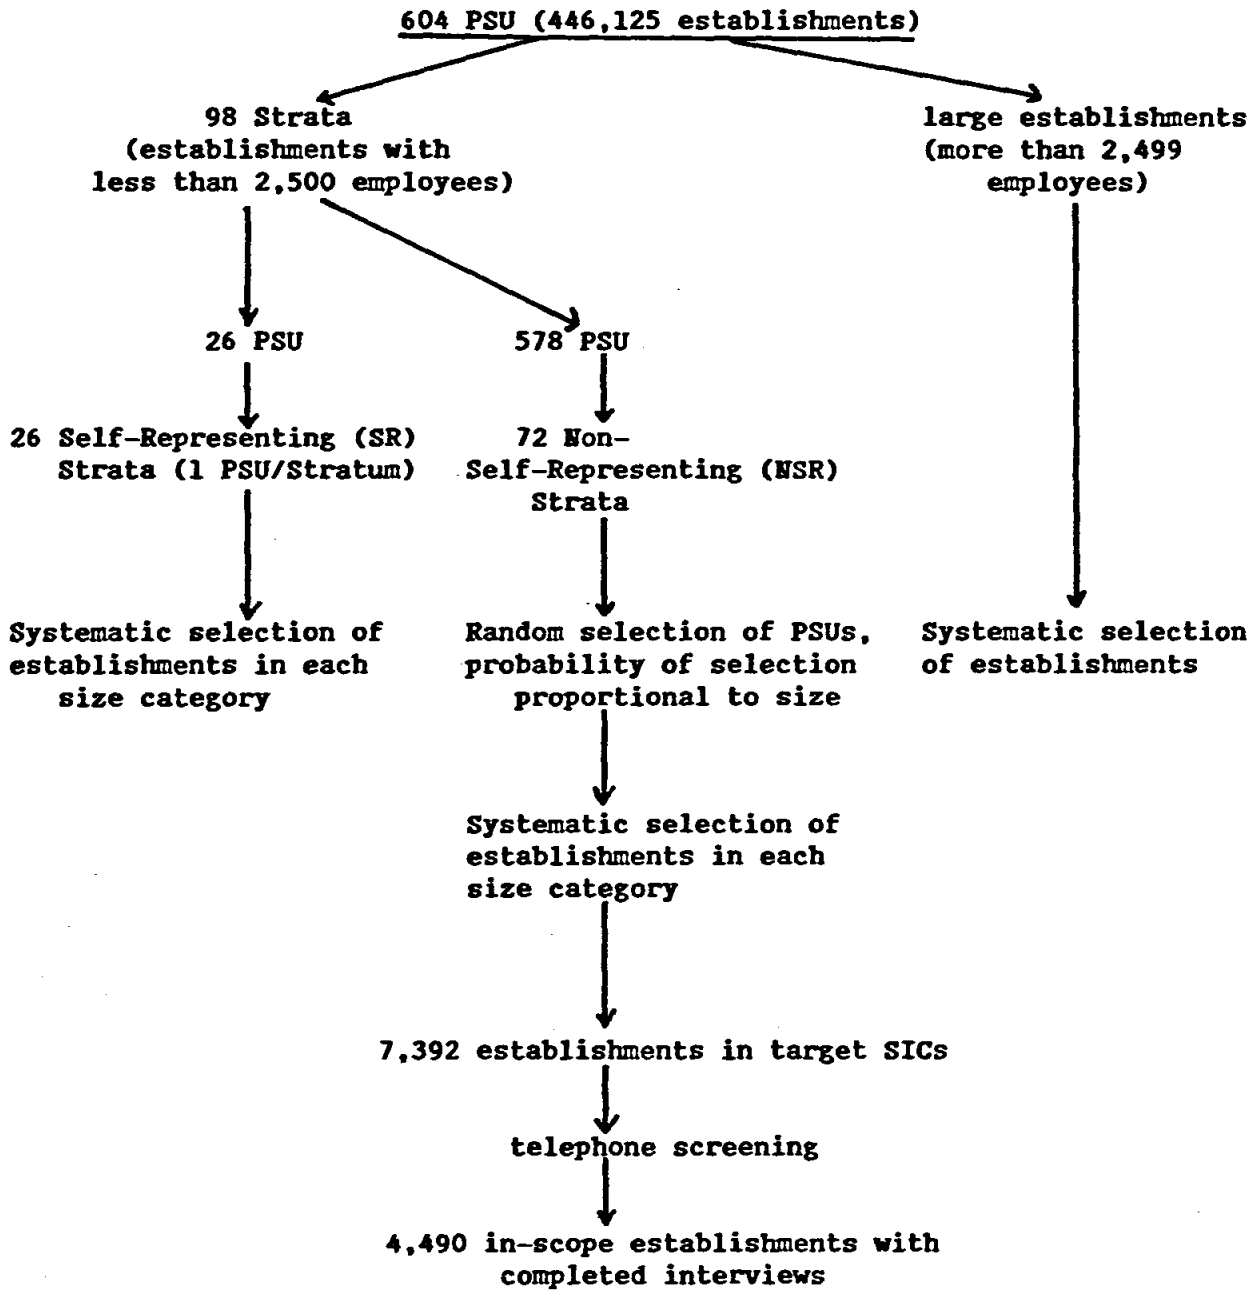 604 PSU (446,125 establishments)
98 Strata
(establishments with
less than 2,500 employees)
large establishments
(more than 2,499
employees)
26 PSU
578 PSU
26 Self-Representing (SR)
Strata (1 PSU/Stratum)
72 Non-
Self-Representing (NSR)
Strata
Systematic selection of
establishments in each
size category
Random selection of PSUs,
probability of selection
proportional to size
Systematic selection
of establishments
Systematic selection of
establishments in each
size category
7,392 establishments in target SICs
telephone screening
4,490 in-scope establishments with
completed interviews